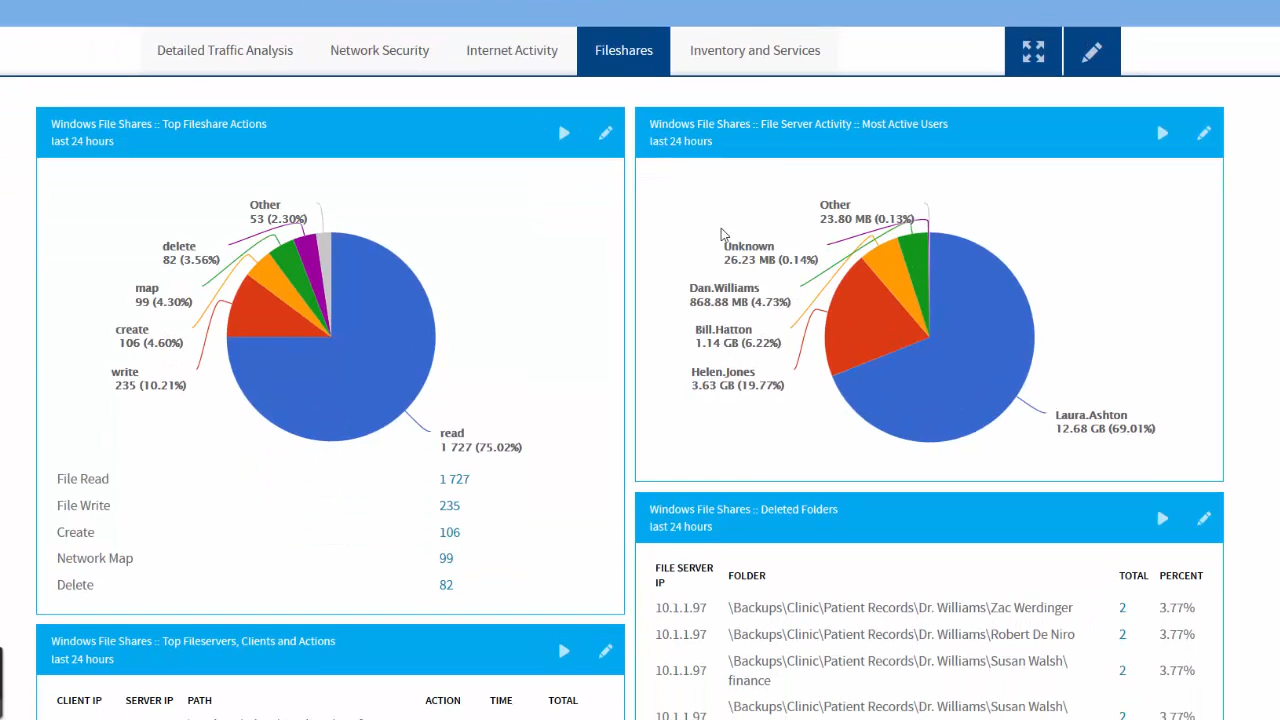 Detailed Traffic Analysis
Network Security
Internet Activity
Fileshares
Inventory and Services
Windows File Shares :: Top Fileshare Actions
last 24 hours
Other
53 (2.30%)
delete
82 (3.56%)
map
99 (4.30%)
create
106 (4.60%)
write
235 (10.21%)
read
1 727 (75.02%)
File Read 1 727
File Write 235
Create 106
Network Map 99
Delete 82
Windows File Shares :: Top Fileservers, Clients and Actions
last 24 hours
CLIENT IP SERVER IP PATH ACTION TIME TOTAL
Windows File Shares :: File Server Activity :: Most Active Users
last 24 hours
Other
23.80 MB (0.13%)
Unknown
26.23 MB (0.14%)
Dan.Williams
868.88 MB (4.73%)
Bill.Hatton
1.14 GB (6.22%)
Helen.Jones
3.63 GB (19.77%)
Laura.Ashton
12.68 GB (69.01%)
Windows File Shares :: Deleted Folders
last 24 hours
FILE SERVER
IP
FOLDER TOTAL PERCENT
10.1.1.97 \Backups\Clinic\Patient Records\Dr. Williams\Zac Werdinger 2 3.77%
10.1.1.97 \Backups\Clinic\Patient Records\Dr. Williams\Robert De Niro 2 3.77%
10.1.1.97 \Backups\Clinic\Patient Records\Dr. Williams\Susan Walsh\ 2 3.77%
finance
\Backups\Clinic\Patient Records\Dr. Williams\Susan Walsh\
10.1.1.97 2 3.77%